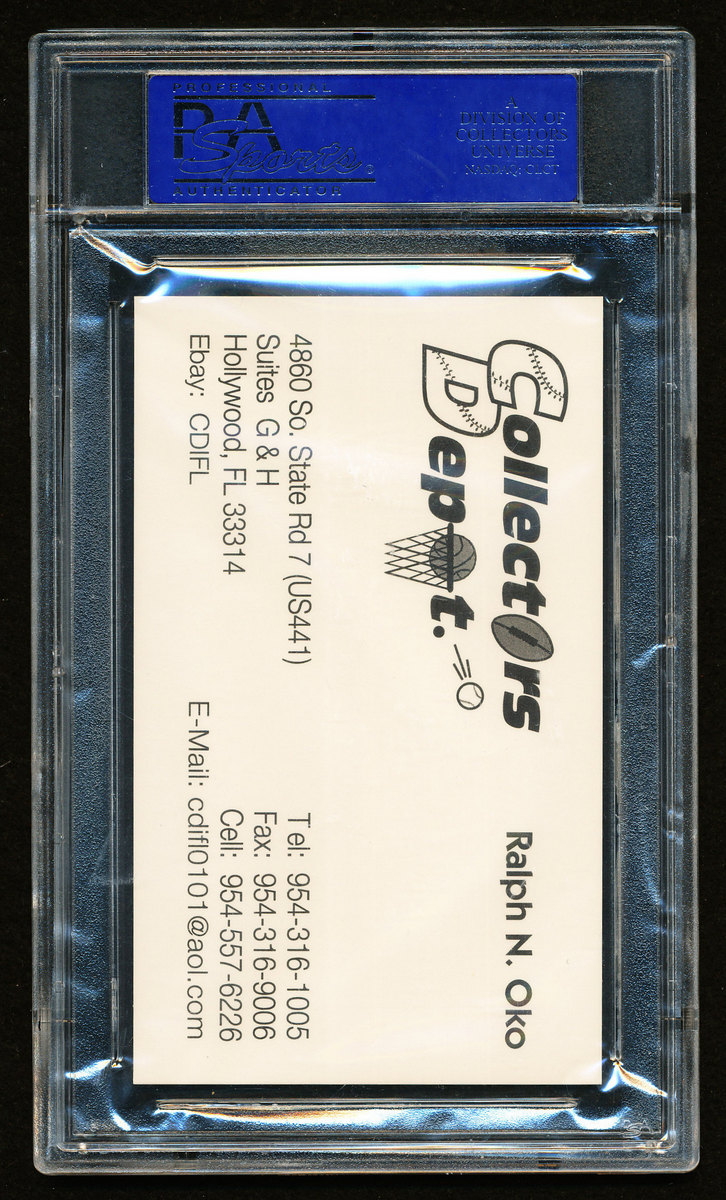 PROFESSIONAL
PSA
Sports®
AUTHENTICATOR
A
DIVISION OF
COLLECTORS
UNIVERSE
NASDAQ: CLCT
Collectors
Depot.
Ralph N. Oko
4860 So. State Rd 7 (US441)
Suites G & H
Hollywood, FL 33314
Ebay: CDIFL
Tel: 954-316-1005
Fax: 954-316-9006
Cell: 954-557-6226
E-Mail: cdifl0101@aol.com